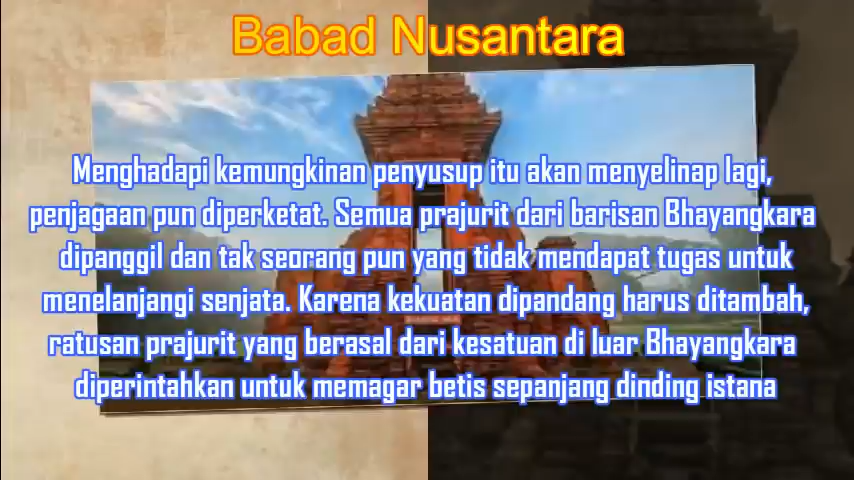 Babad Nusantara
Menghadapi kemungkinan penyusup itu akan menyelinap lagi,
penjagaan pun diperketat. Semua prajurit dari barisan Bhayangkara
dipanggil dan tak seorang pun yang tidak mendapat tugas untuk
menelanjangi senjata. Karena kekuatan dipandang harus ditambah,
ratusan prajurit yang berasal dari kesatuan di luar Bhayangkara
diperintahkan untuk memagar betis sepanjang dinding istana